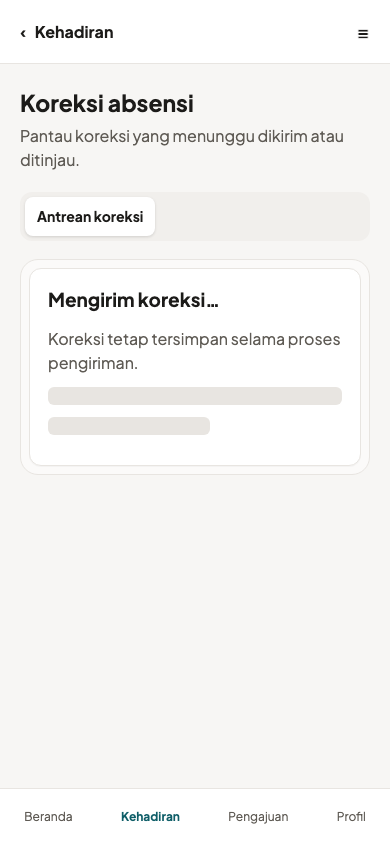 ‹ Kehadiran ≡
Koreksi absensi
Pantau koreksi yang menunggu dikirim atau
ditinjau.
Antrean koreksi
Mengirim koreksi…
Koreksi tetap tersimpan selama proses
pengiriman.
Beranda Kehadiran Pengajuan Profil